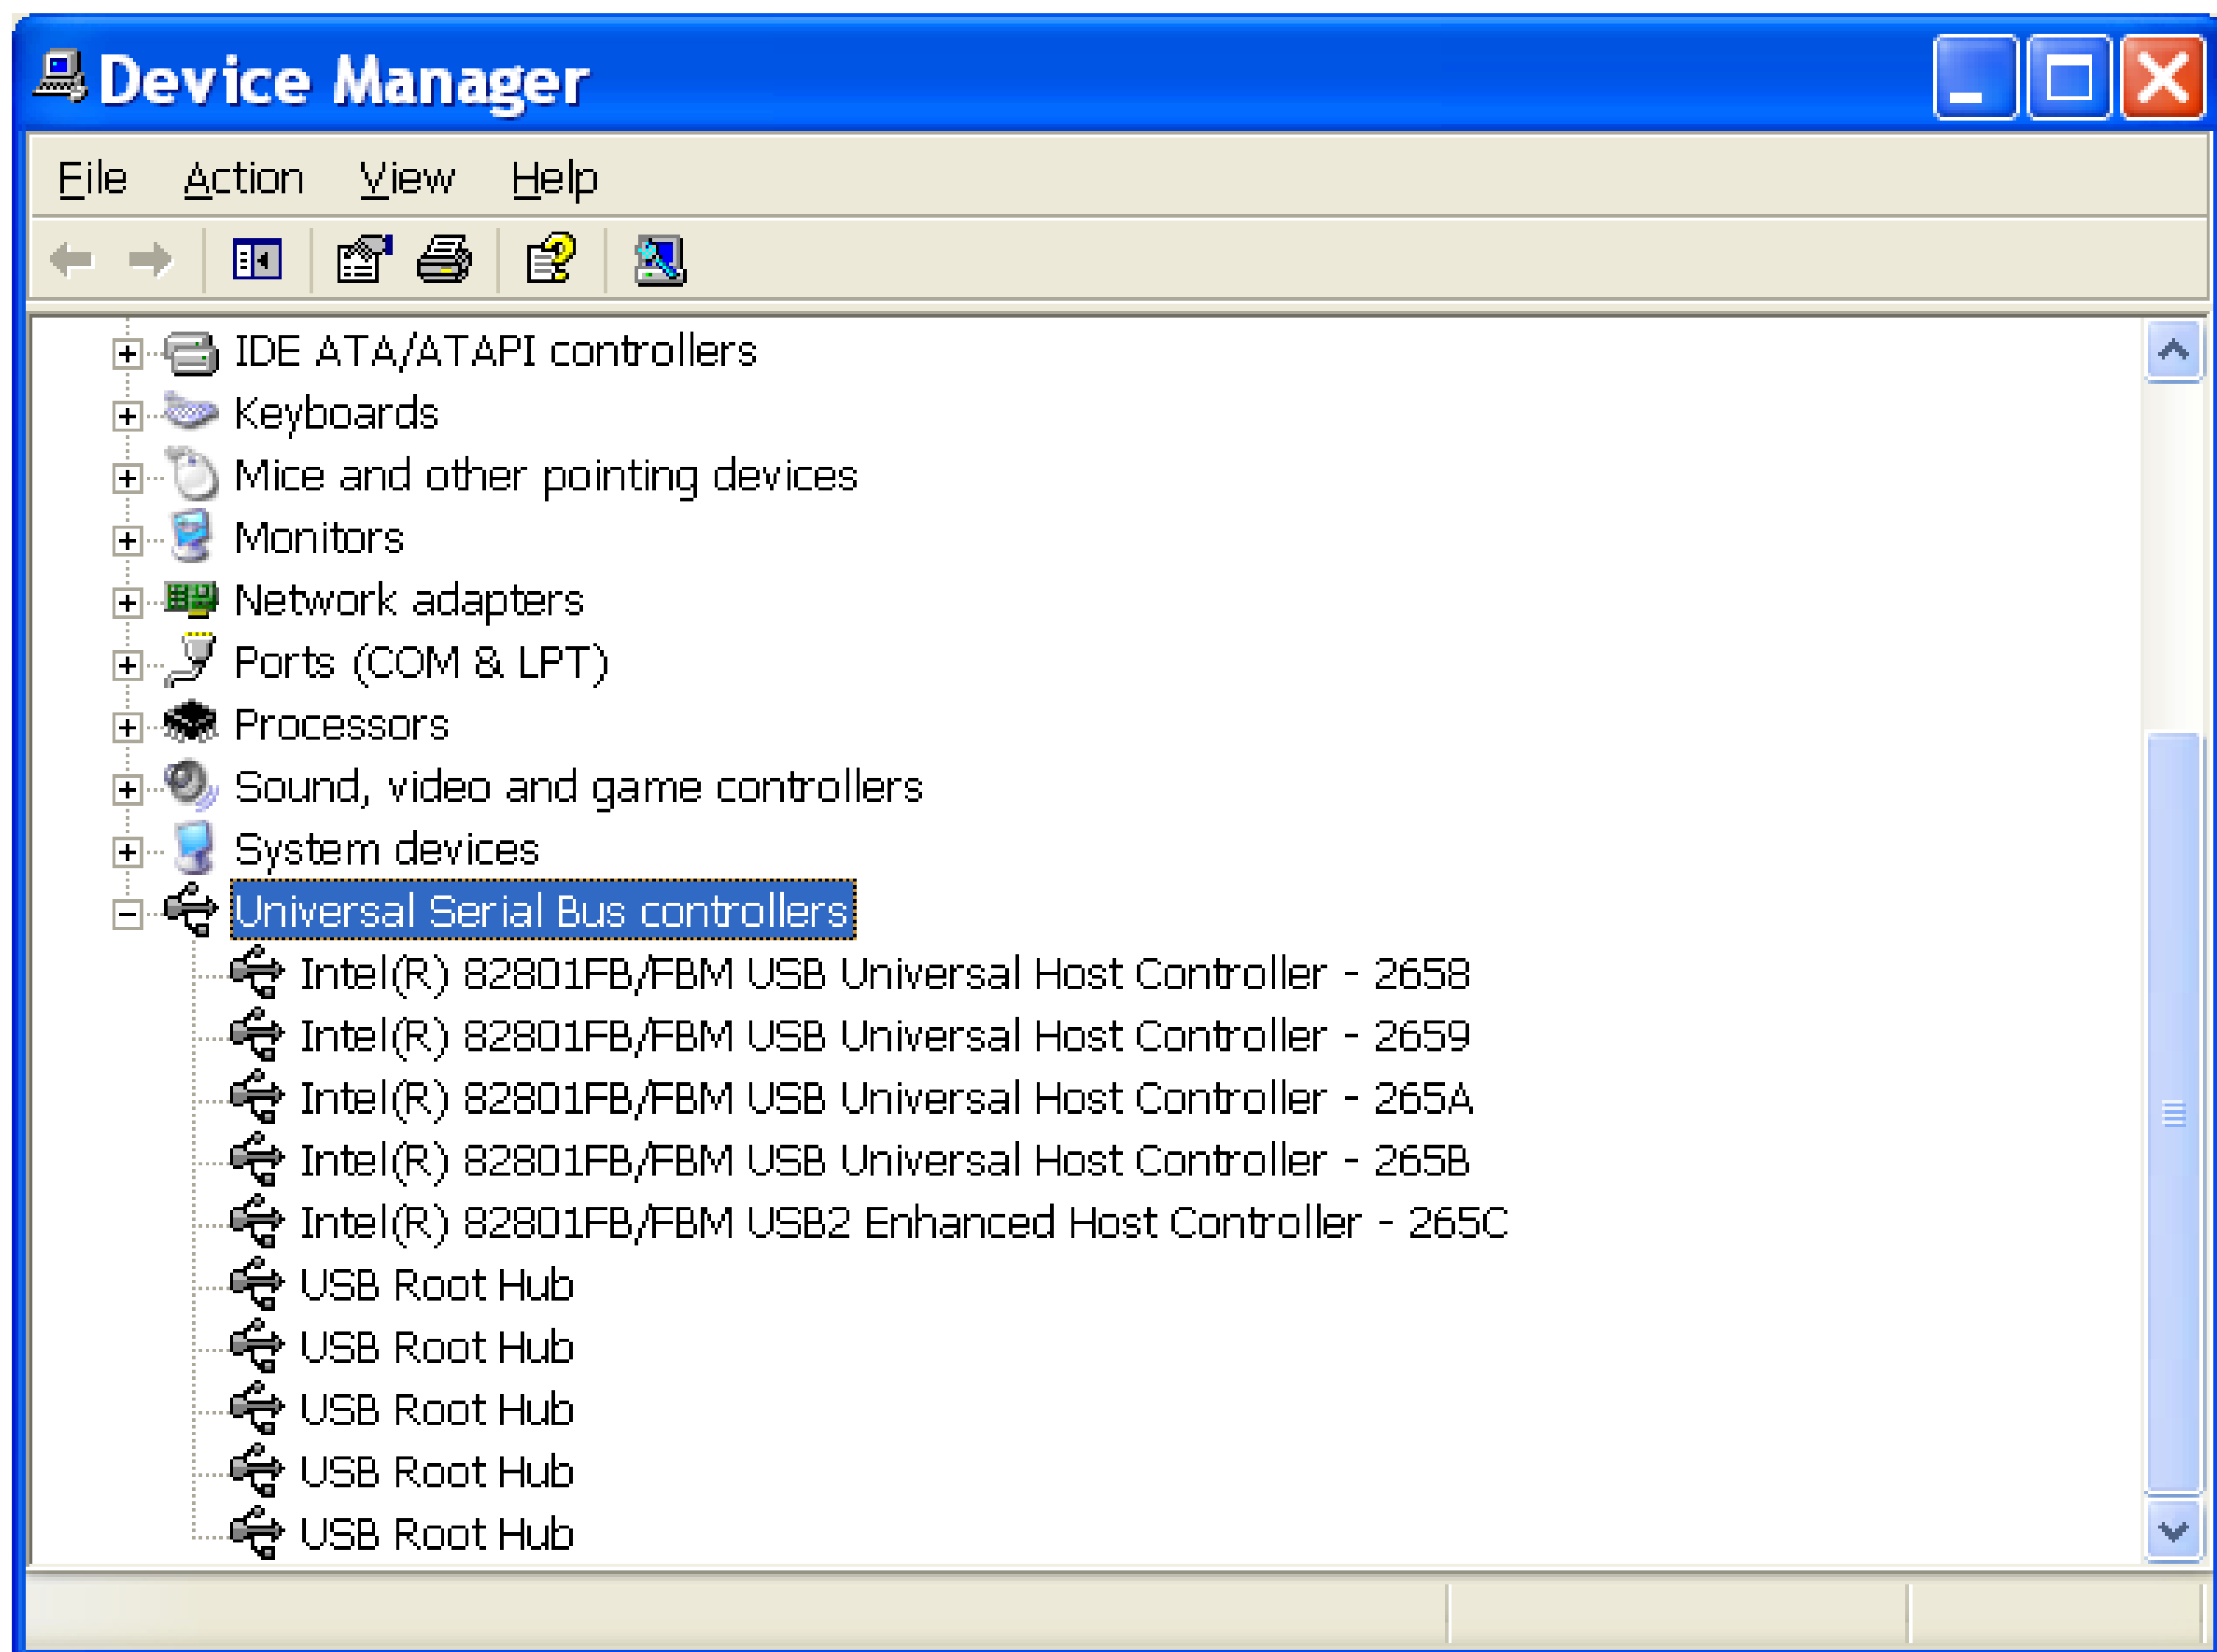 Device Manager
File Action View Help
IDE ATA/ATAPI controllers
Keyboards
Mice and other pointing devices
Monitors
Network adapters
Ports (COM & LPT)
Processors
Sound, video and game controllers
System devices
Universal Serial Bus controllers
Intel(R) 82801FB/FBM USB Universal Host Controller - 2658
Intel(R) 82801FB/FBM USB Universal Host Controller - 2659
Intel(R) 82801FB/FBM USB Universal Host Controller - 265A
Intel(R) 82801FB/FBM USB Universal Host Controller - 265B
Intel(R) 82801FB/FBM USB2 Enhanced Host Controller - 265C
USB Root Hub
USB Root Hub
USB Root Hub
USB Root Hub
USB Root Hub